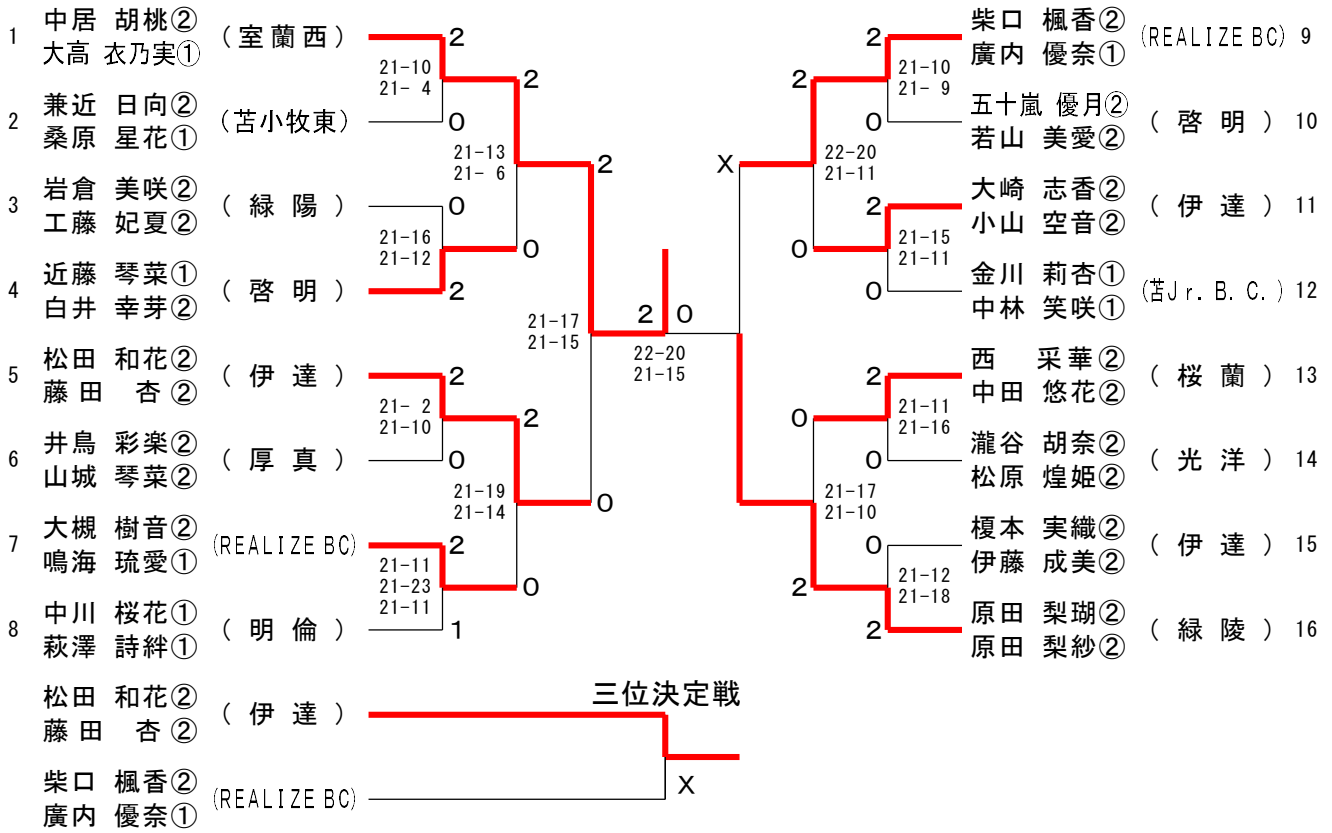 1 中居 胡桃② 大高 衣乃実① (室蘭西) 2
21-10
21- 4
2 兼近 日向② 桑原 星花① (苫小牧東) 0
2
21-13
21- 6
3 岩倉 美咲② 工藤 妃夏② (緑陽) 0
21-16
21-12
4 近藤 琴菜① 白井 幸芽② (啓明) 2
0
2
21-17
21-15
5 松田 和花② 藤田 杏② (伊達) 2
21- 2
21-10
6 井鳥 彩楽② 山城 琴菜② (厚真) 0
2
21-19
21-14
7 大槻 樹音② 鳴海 琉愛① (REALIZE BC) 2
21-11
21-23
21-11
8 中川 桜花① 萩澤 詩絆① (明倫) 1
0
0
2 0
22-20
21-15
2 柴口 楓香② 廣内 優奈① (REALIZE BC) 9
21-10
21- 9
0 五十嵐 優月② 若山 美愛② (啓明) 10
2
22-20
21-11
2 大崎 志香② 小山 空音② (伊達) 11
21-15
21-11
0 金川 莉杏① 中林 笑咲① (苫Jr.B.C.) 12
0
X
2 西 采華② 中田 悠花② (桜蘭) 13
21-11
21-16
0 瀧谷 胡奈② 松原 煌姫② (光洋) 14
0
21-17
21-10
0 榎本 実織② 伊藤 成美② (伊達) 15
21-12
21-18
2 原田 梨瑚② 原田 梨紗② (緑陵) 16
2
三位決定戦
松田 和花② 藤田 杏② (伊達)
柴口 楓香② 廣内 優奈① (REALIZE BC)
X